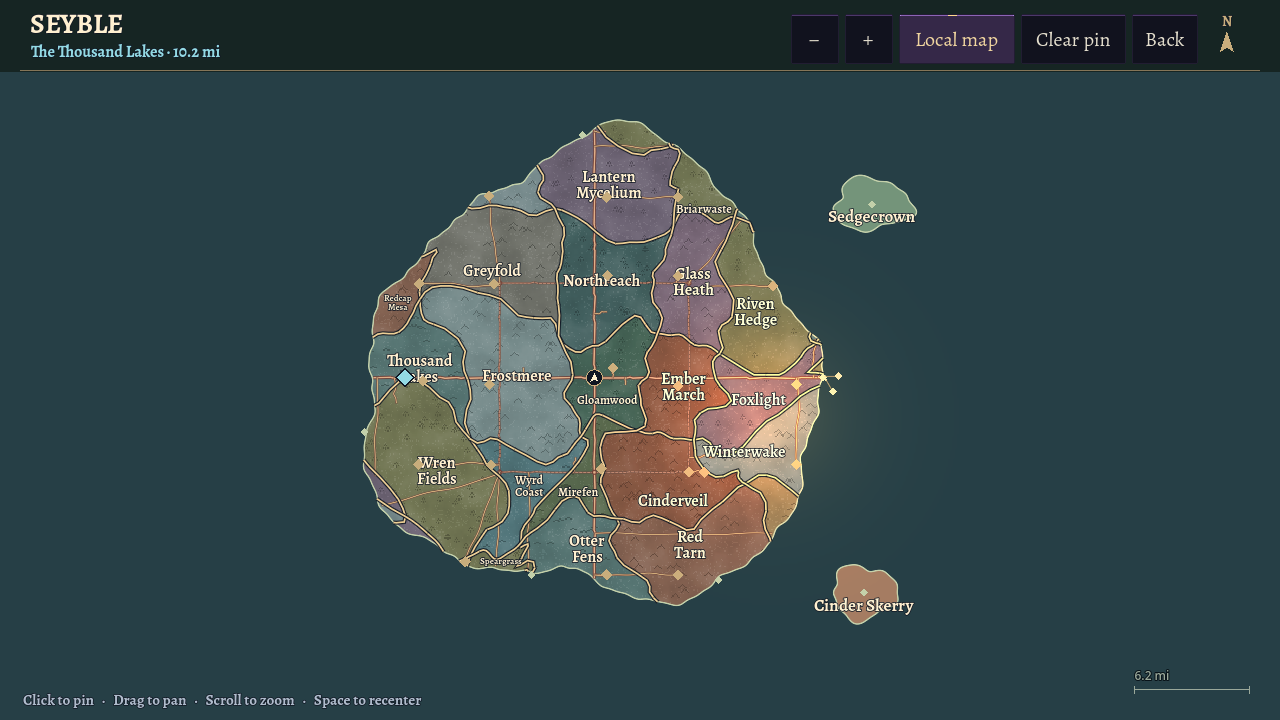 SEYBLE
The Thousand Lakes · 10.2 mi
−
+
Local map
Clear pin
Back
N
Lantern
Mycelium
Briarwaste
Sedgecrown
Greyfold
Northreach
Glass
Heath
Redcap
Mesa
Riven
Hedge
Thousand
Lakes
Frostmere
Ember
March
Gloamwood
Foxlight
Winterwake
Wren
Fields
Wyrd
Coast
Mirefen
Cinderveil
Otter
Fens
Red
Tarn
Speargrass
Cinder Skerry
6.2 mi
Click to pin · Drag to pan · Scroll to zoom · Space to recenter